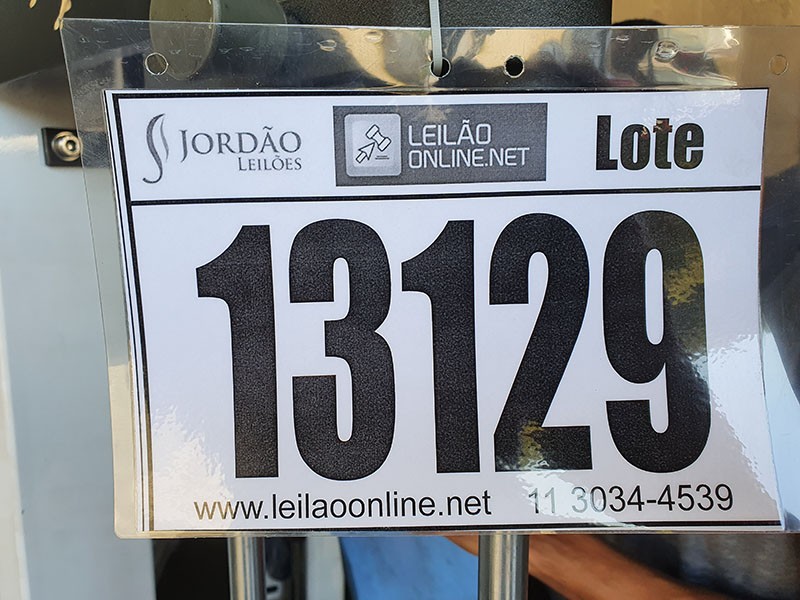 JORDÃO
LEILÕES
LEILÃO
ONLINE.NET
Lote
13129
www.leilaoonline.net 11 3034-4539